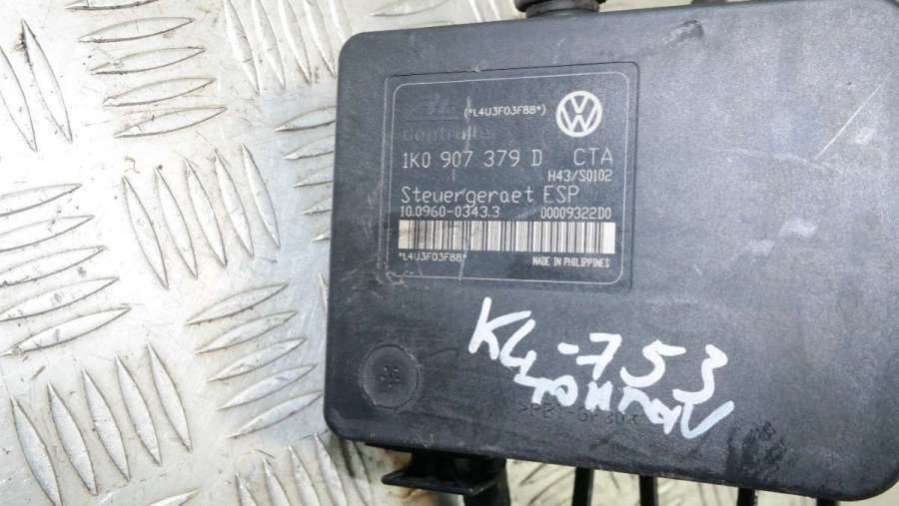 (*L4U3F03F88*)
Controlle
1K0 907 379 D CTA
H43/S0102
Steuergeraet ESP
10.0960-0343.3 00009322D0
*L4U3F03F88*
MADE IN PHILIPPINES
K4-753